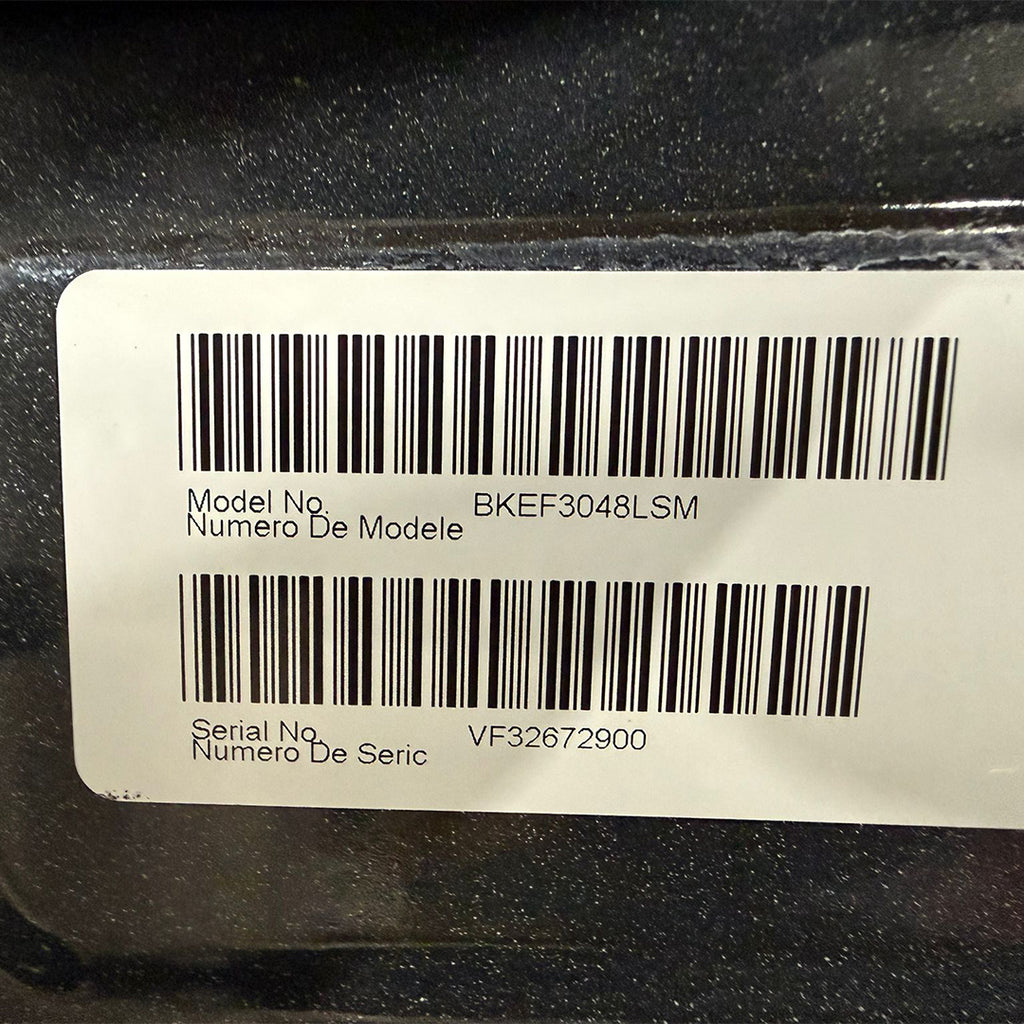 Model No. BKEF3048LSM
Numero De Modele
Serial No. VF32672900
Numero De Seric